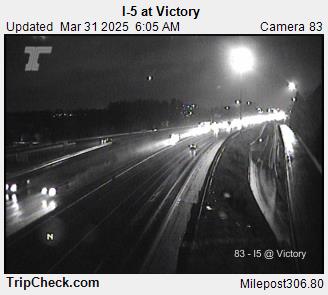 I-5 at Victory
Updated Mar 31 2025 6:05 AM Camera 83
N
83 - I5 @ Victory
TripCheck.com Milepost306.80